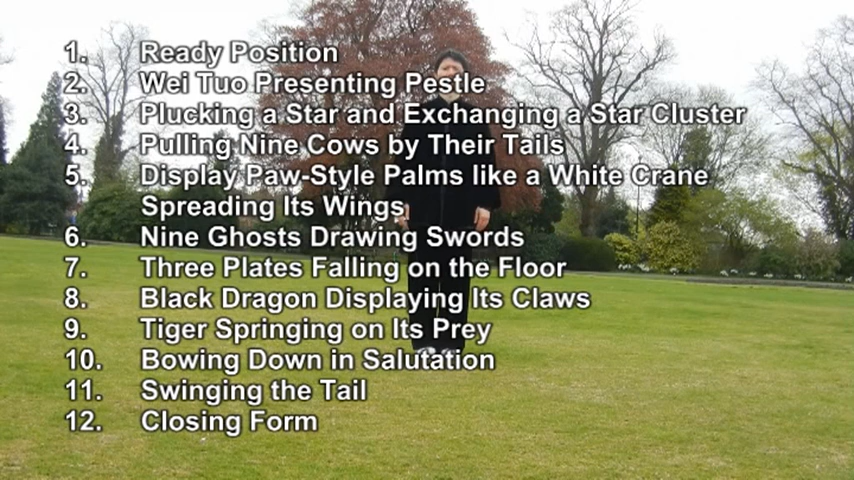 1. Ready Position
2. Wei Tuo Presenting Pestle
3. Plucking a Star and Exchanging a Star Cluster
4. Pulling Nine Cows by Their Tails
5. Display Paw-Style Palms like a White Crane
Spreading Its Wings
6. Nine Ghosts Drawing Swords
7. Three Plates Falling on the Floor
8. Black Dragon Displaying Its Claws
9. Tiger Springing on Its Prey
10. Bowing Down in Salutation
11. Swinging the Tail
12. Closing Form